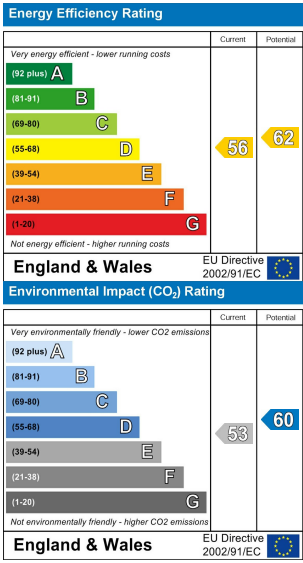 Energy Efficiency Rating
Current Potential
Very energy efficient - lower running costs
(92 plus) A
(81-91) B
(69-80) C
(55-68) D
(39-54) E
(21-38) F
(1-20) G
56
62
Not energy efficient - higher running costs
England & Wales
EU Directive
2002/91/EC
Environmental Impact (CO₂) Rating
Current Potential
Very environmentally friendly - lower CO2 emissions
(92 plus) A
(81-91) B
(69-80) C
(55-68) D
(39-54) E
(21-38) F
(1-20) G
53
60
Not environmentally friendly - higher CO2 emissions
England & Wales
EU Directive
2002/91/EC